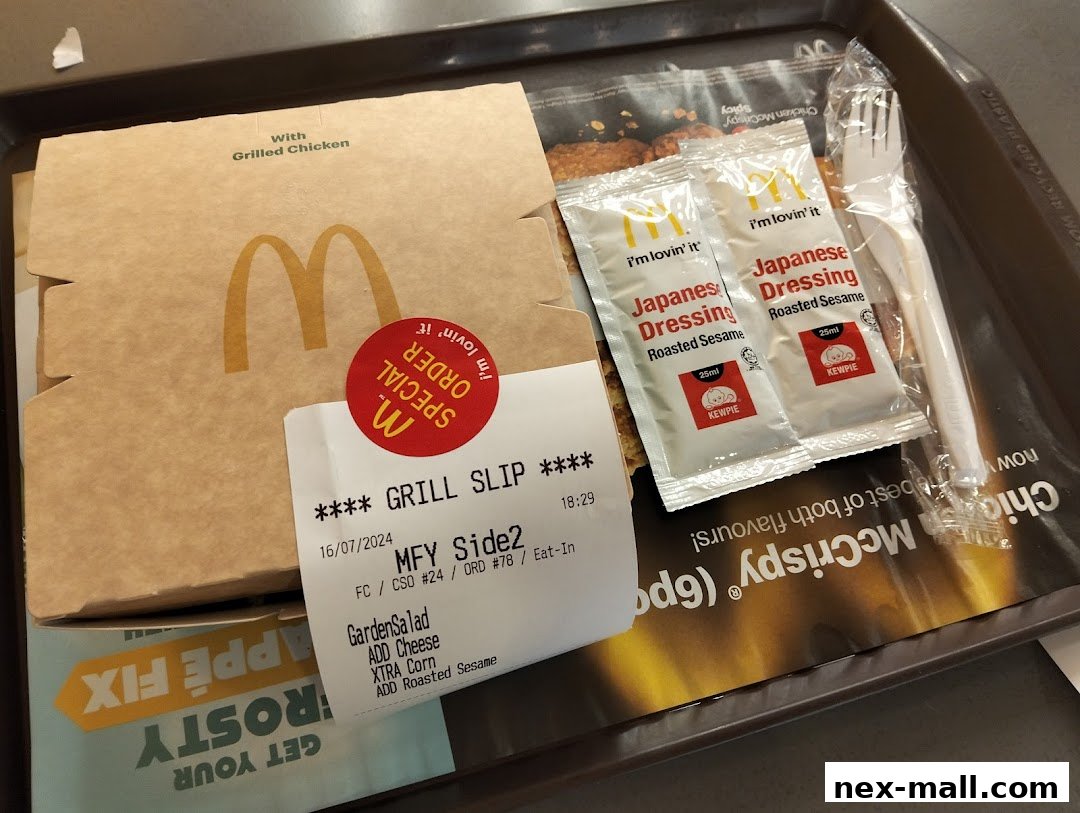 With
Grilled Chicken
i'm lovin' it
SPECIAL
ORDER
**** GRILL SLIP ****
16/07/2024 18:29
MFY Side2
FC / CSO #24 / ORD #78 / Eat-In
GardenSalad
ADD Cheese
XTRA Corn
ADD Roasted Sesame
i'm lovin' it
Japanese
Dressing
Roasted Sesame
25ml
KEWPIE
i'm lovin' it
Japanese
Dressing
Roasted Sesame
25ml
KEWPIE
Chicken McCrispy®
Spicy
McCrispy® (6pc
best of both flavours!
now
GET YOUR
FROSTY
APPÉ FIX
nex-mall.com